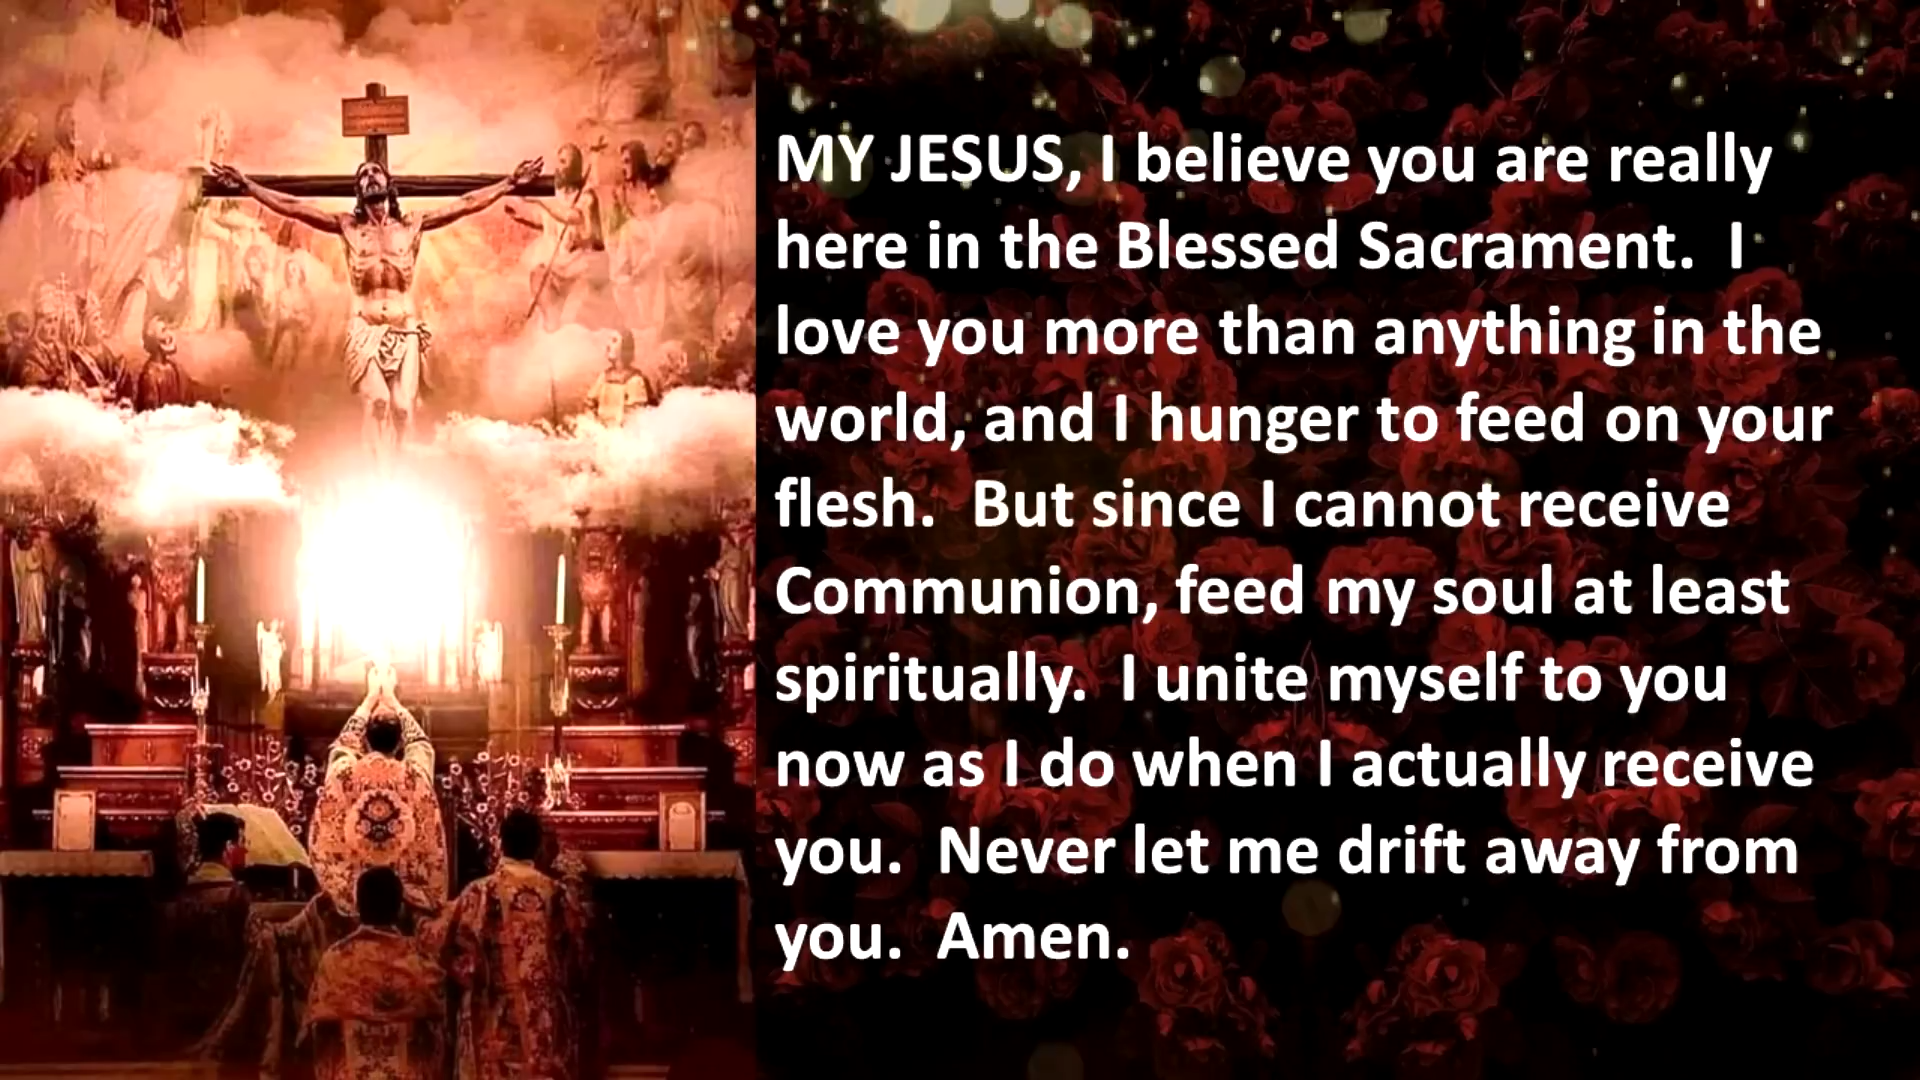 MY JESUS, I believe you are really
here in the Blessed Sacrament.  I
love you more than anything in the
world, and I hunger to feed on your
flesh.  But since I cannot receive
Communion, feed my soul at least
spiritually.  I unite myself to you
now as I do when I actually receive
you.  Never let me drift away from
you.  Amen.